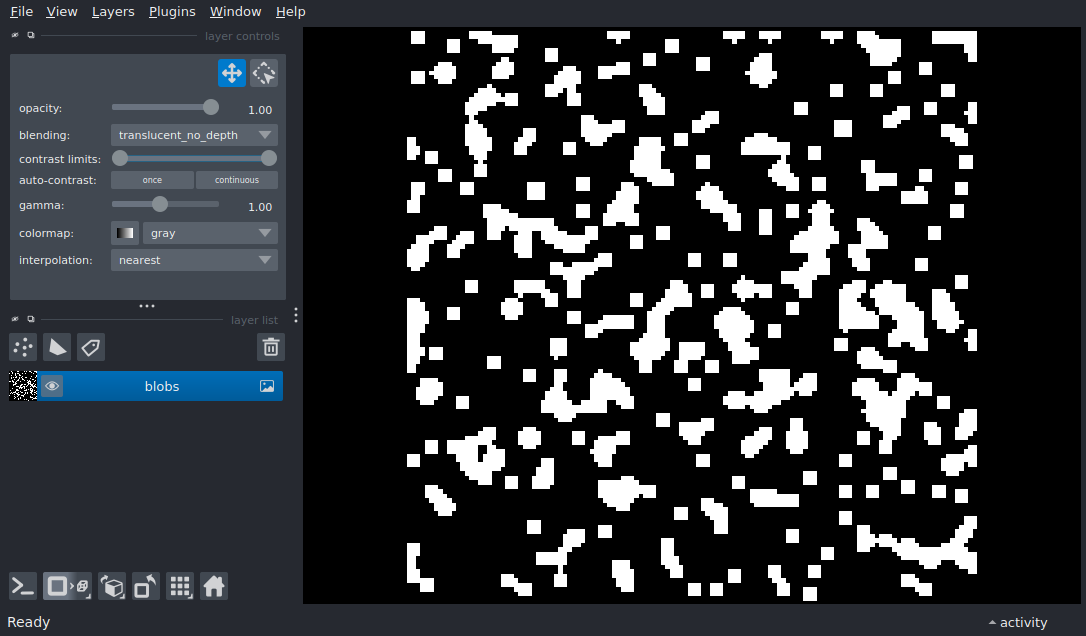 File View Layers Plugins Window Help
layer controls
opacity: 1.00
blending: translucent_no_depth
contrast limits:
auto-contrast: once continuous
gamma: 1.00
colormap: gray
interpolation: nearest
layer list
blobs
Ready activity